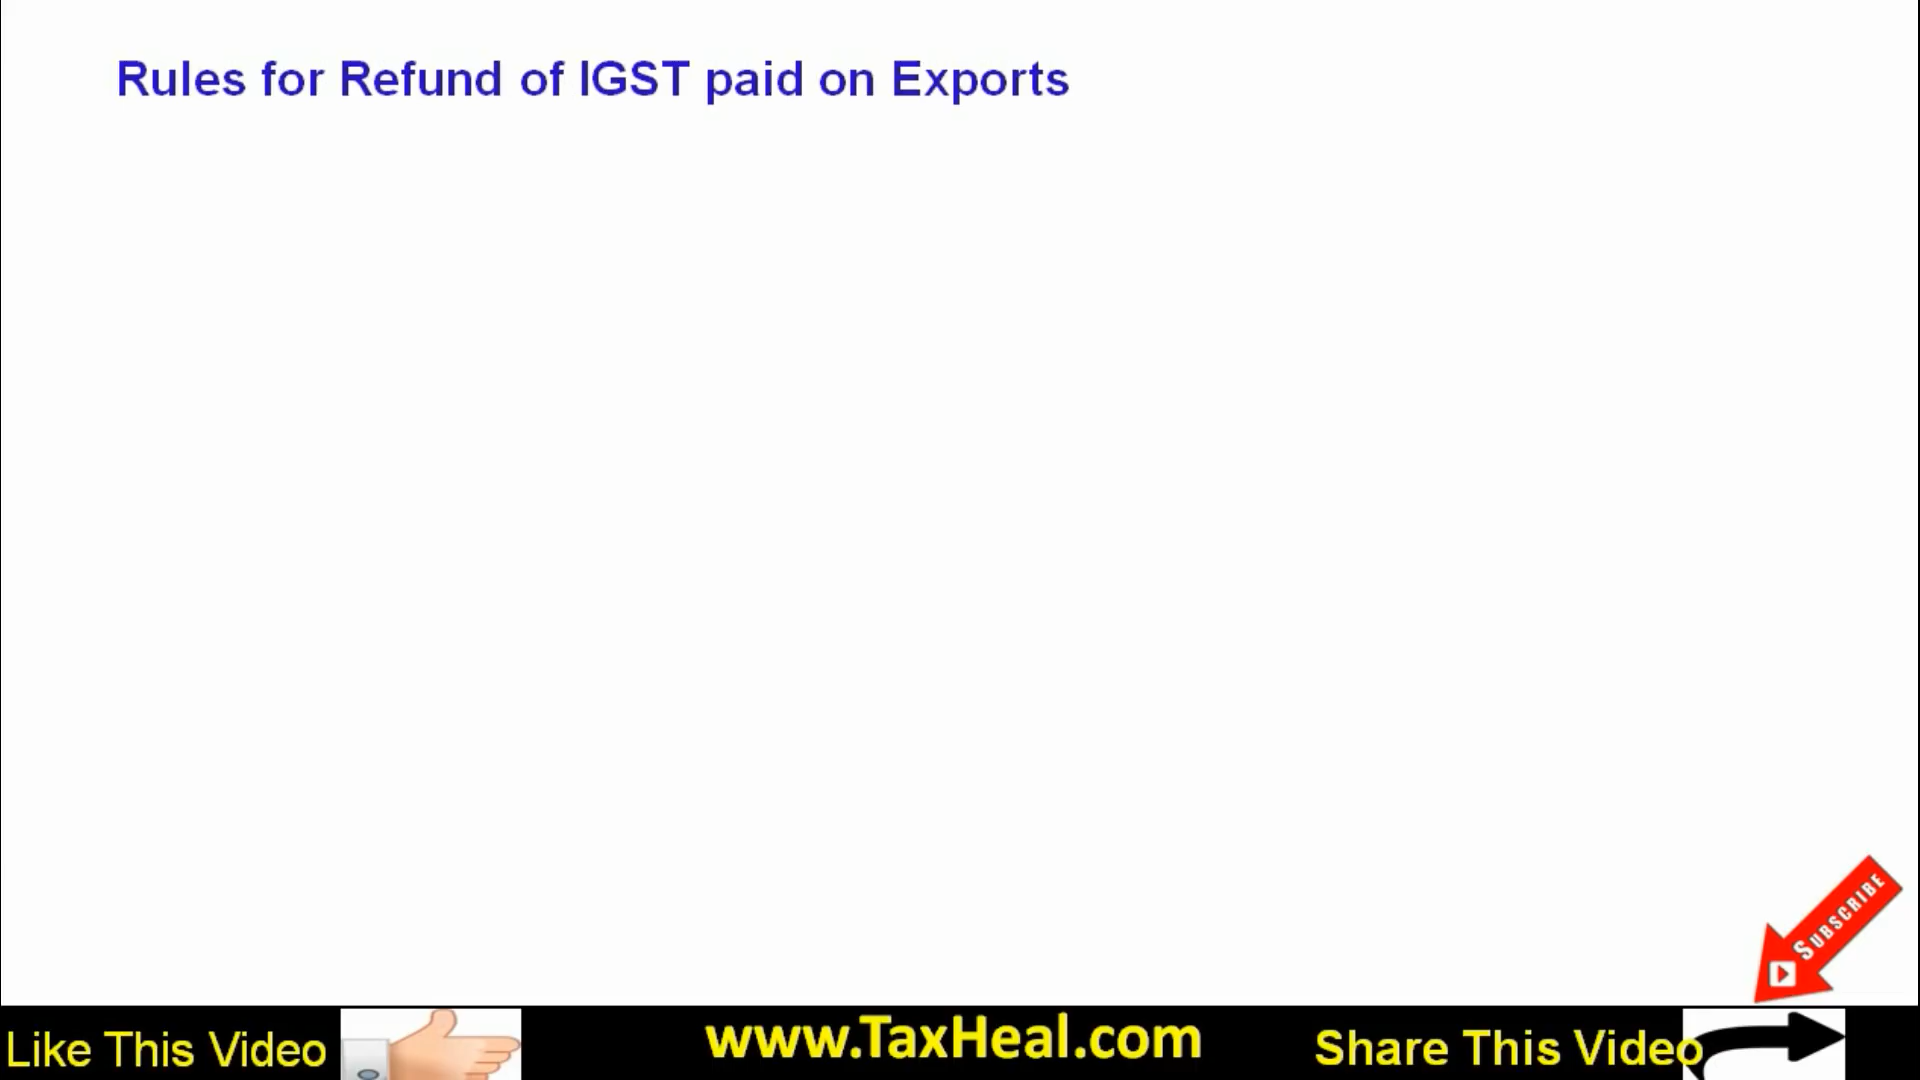 Rules for Refund of IGST paid on Exports
SUBSCRIBE
Like This Video
www.TaxHeal.com
Share This Video